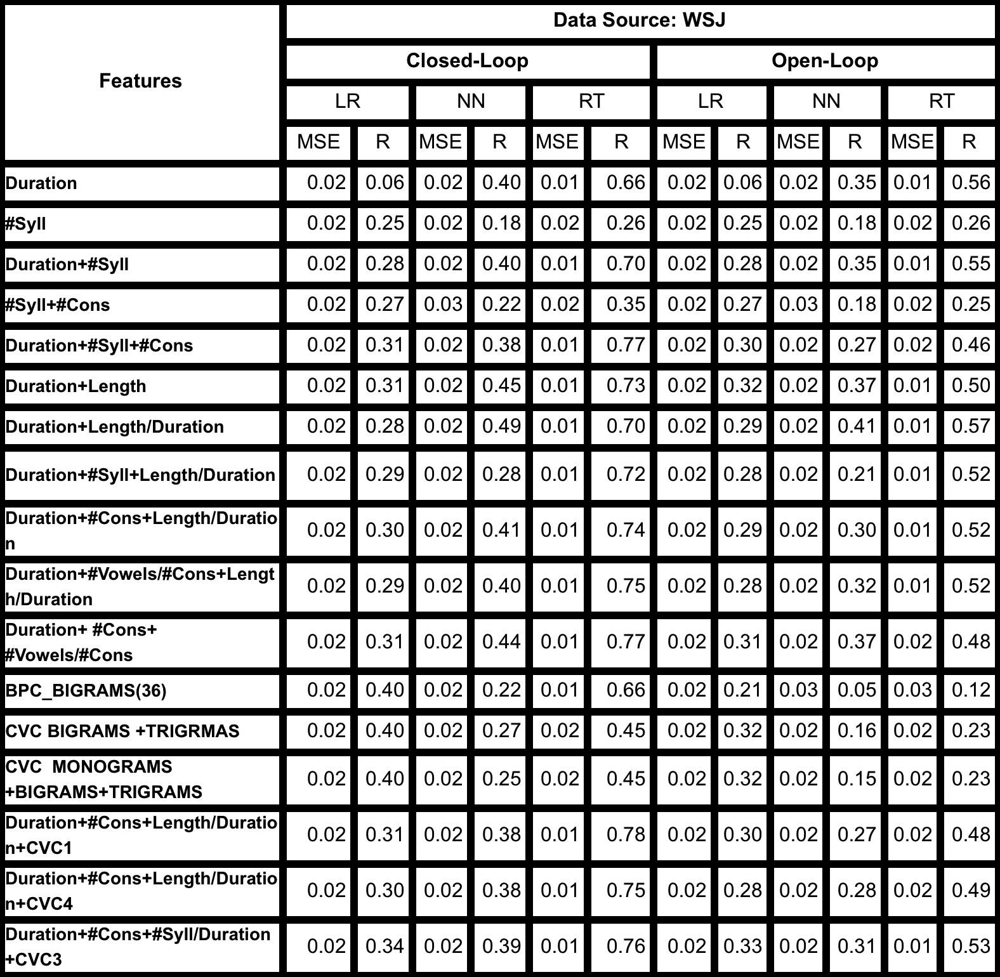 Data Source: WSJ
Features
Closed-Loop Open-Loop
LR NN RT LR NN RT
MSE R MSE R MSE R MSE R MSE R MSE R
Duration 0.02 0.06 0.02 0.40 0.01 0.66 0.02 0.06 0.02 0.35 0.01 0.56
#Syll 0.02 0.25 0.02 0.18 0.02 0.26 0.02 0.25 0.02 0.18 0.02 0.26
Duration+#Syll 0.02 0.28 0.02 0.40 0.01 0.70 0.02 0.28 0.02 0.35 0.01 0.55
#Syll+#Cons 0.02 0.27 0.03 0.22 0.02 0.35 0.02 0.27 0.03 0.18 0.02 0.25
Duration+#Syll+#Cons 0.02 0.31 0.02 0.38 0.01 0.77 0.02 0.30 0.02 0.27 0.02 0.46
Duration+Length 0.02 0.31 0.02 0.45 0.01 0.73 0.02 0.32 0.02 0.37 0.01 0.50
Duration+Length/Duration 0.02 0.28 0.02 0.49 0.01 0.70 0.02 0.29 0.02 0.41 0.01 0.57
Duration+#Syll+Length/Duration 0.02 0.29 0.02 0.28 0.01 0.72 0.02 0.28 0.02 0.21 0.01 0.52
Duration+#Cons+Length/Duratio
n 0.02 0.30 0.02 0.41 0.01 0.74 0.02 0.29 0.02 0.30 0.01 0.52
Duration+#Vowels/#Cons+Lengt
h/Duration 0.02 0.29 0.02 0.40 0.01 0.75 0.02 0.28 0.02 0.32 0.01 0.52
Duration+ #Cons+
#Vowels/#Cons 0.02 0.31 0.02 0.44 0.01 0.77 0.02 0.31 0.02 0.37 0.02 0.48
BPC_BIGRAMS(36) 0.02 0.40 0.02 0.22 0.01 0.66 0.02 0.21 0.03 0.05 0.03 0.12
CVC BIGRAMS +TRIGRMAS 0.02 0.40 0.02 0.27 0.02 0.45 0.02 0.32 0.02 0.16 0.02 0.23
CVC MONOGRAMS
+BIGRAMS+TRIGRAMS 0.02 0.40 0.02 0.25 0.02 0.45 0.02 0.32 0.02 0.15 0.02 0.23
Duration+#Cons+Length/Duratio
n+CVC1 0.02 0.31 0.02 0.38 0.01 0.78 0.02 0.30 0.02 0.27 0.02 0.48
Duration+#Cons+Length/Duratio
n+CVC4 0.02 0.30 0.02 0.38 0.01 0.75 0.02 0.28 0.02 0.28 0.02 0.49
Duration+#Cons+#Syll/Duration
+CVC3 0.02 0.34 0.02 0.39 0.01 0.76 0.02 0.33 0.02 0.31 0.01 0.53